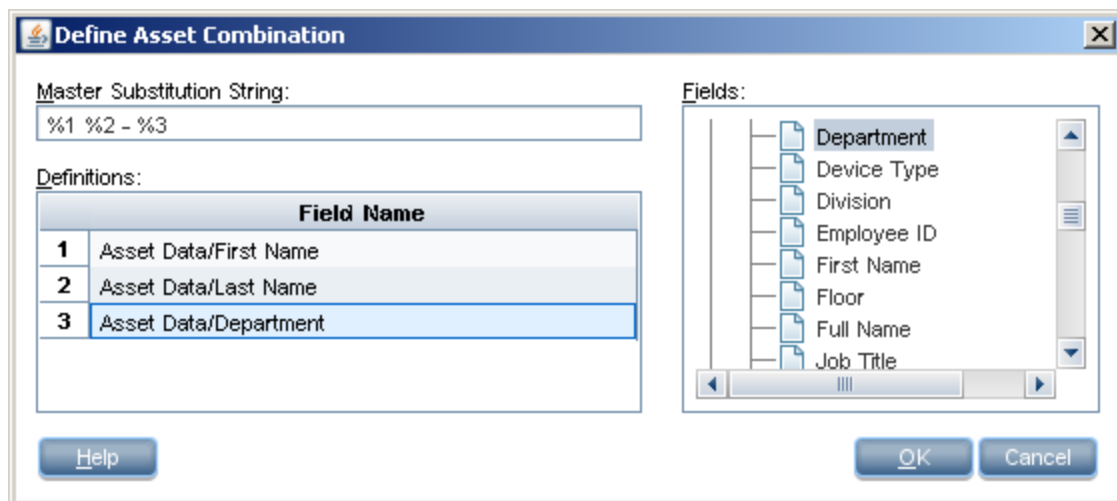 Define Asset Combination
Master Substitution String:
%1 %2 - %3
Definitions:
Field Name
1 Asset Data/First Name
2 Asset Data/Last Name
3 Asset Data/Department
Fields:
Department
Device Type
Division
Employee ID
First Name
Floor
Full Name
Job Title
Help
OK
Cancel